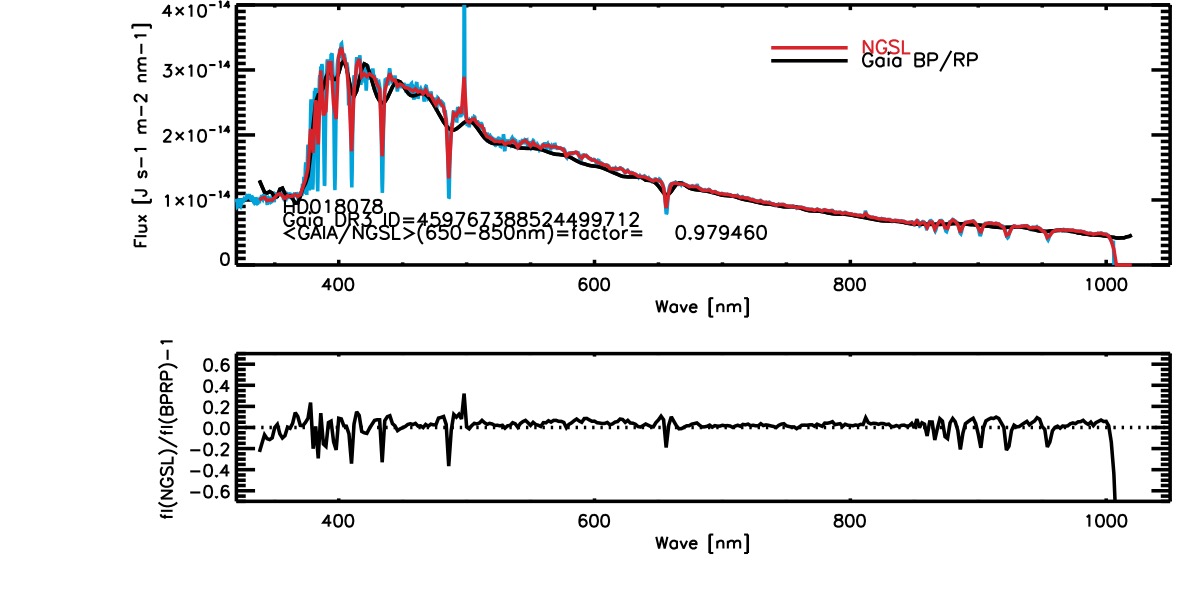 4×10⁻¹⁴
3×10⁻¹⁴
2×10⁻¹⁴
1×10⁻¹⁴
0
Flux [J s−1 m−2 nm−1]
NGSL
Gaia BP/RP
HD018078
Gaia DR3 ID=459767388524499712
<GAIA/NGSL>(650−850nm)=factor= 0.979460
400 600 800 1000
Wave [nm]
fl(NGSL)/fl((BPRP)−1
0.6
0.4
0.2
0.0
−0.2
−0.4
−0.6
400 600 800 1000
Wave [nm]